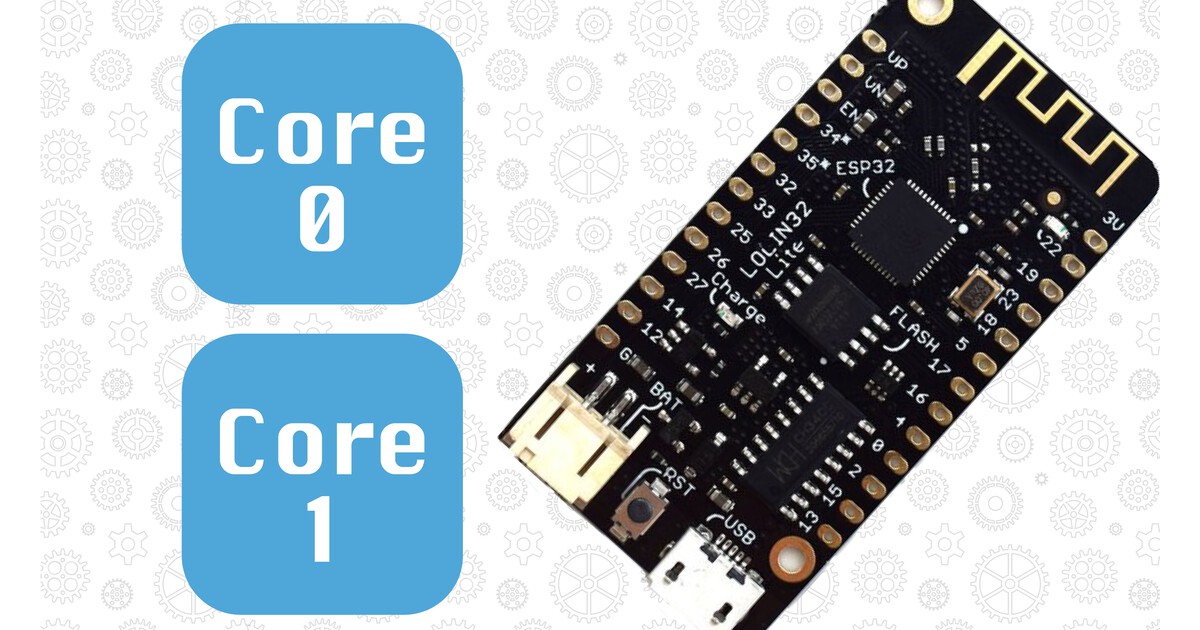 Core
0
Core
1
VP
VN
EN
34*
35*
32
33
25
26
27
14
12
G
ESP32
LOLIN32
Lite
Charge
FLASH
+
BAT
RST
USB
3V
22
19
23
18
5
17
16
4
0
2
15
13